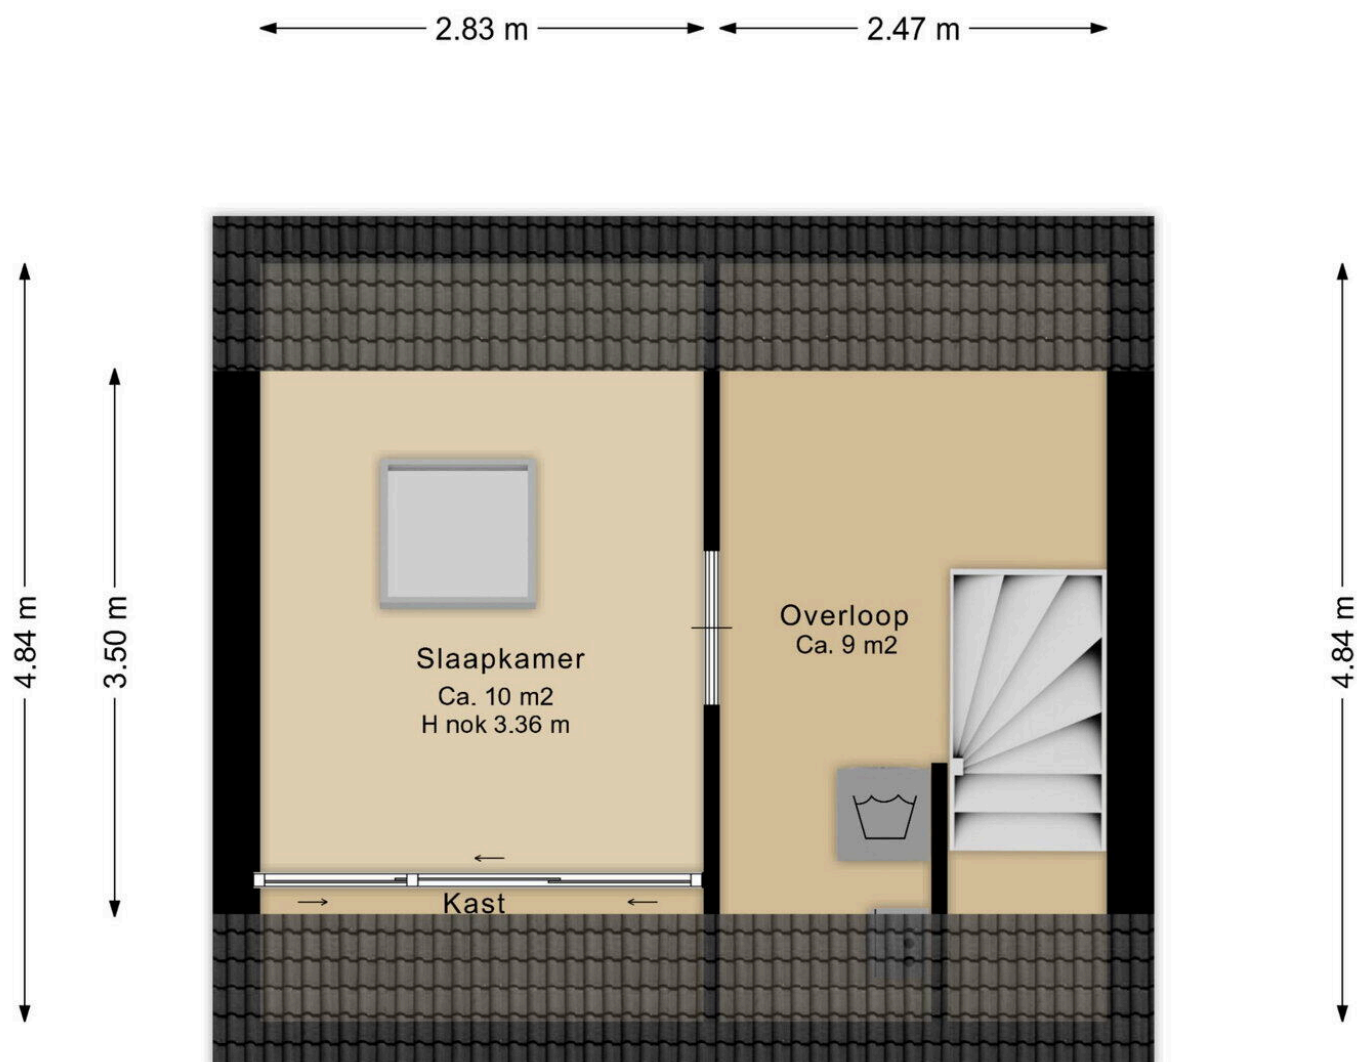 2.83 m
2.47 m
4.84 m
3.50 m
4.84 m
Overloop
Ca. 9 m2
Slaapkamer
Ca. 10 m2
H nok 3.36 m
Kast